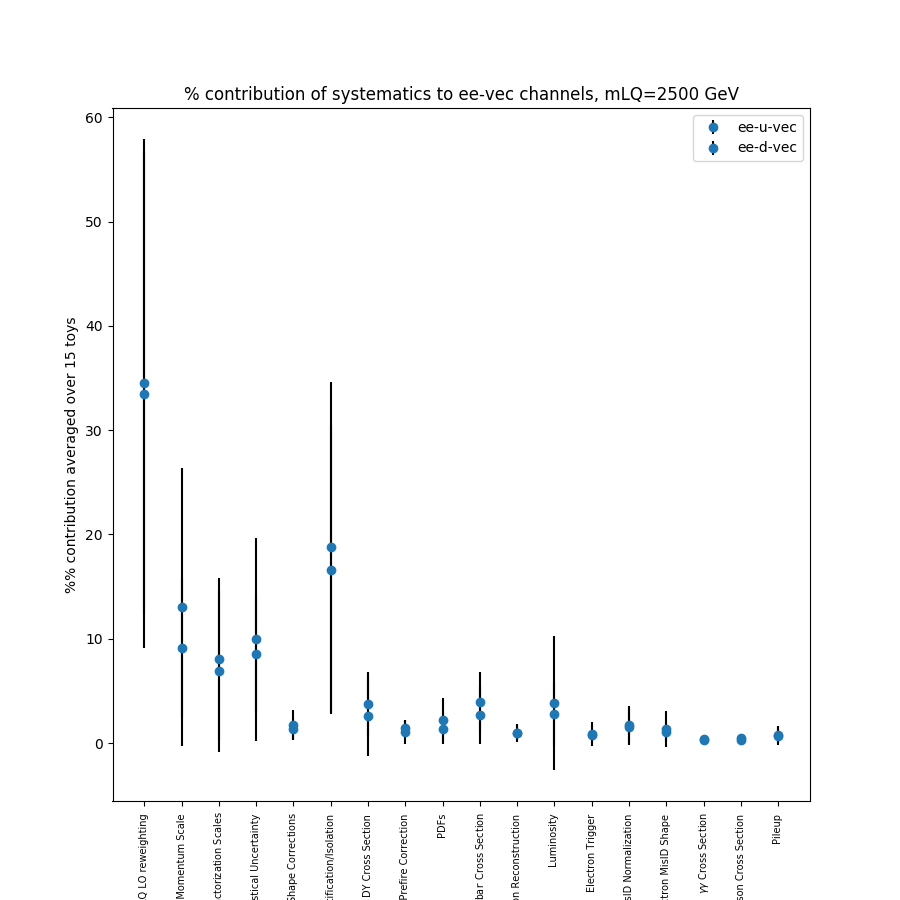 % contribution of systematics to ee-vec channels, mLQ=2500 GeV
ee-u-vec
ee-d-vec
%% contribution averaged over 15 toys
60
50
40
30
20
10
0
Q LO reweighting
Momentum Scale
ctorization Scales
stical Uncertainty
Shape Corrections
tification/Isolation
DY Cross Section
Prefire Correction
PDFs
bar Cross Section
n Reconstruction
Luminosity
Electron Trigger
sID Normalization
tron MisID Shape
γγ Cross Section
son Cross Section
Pileup